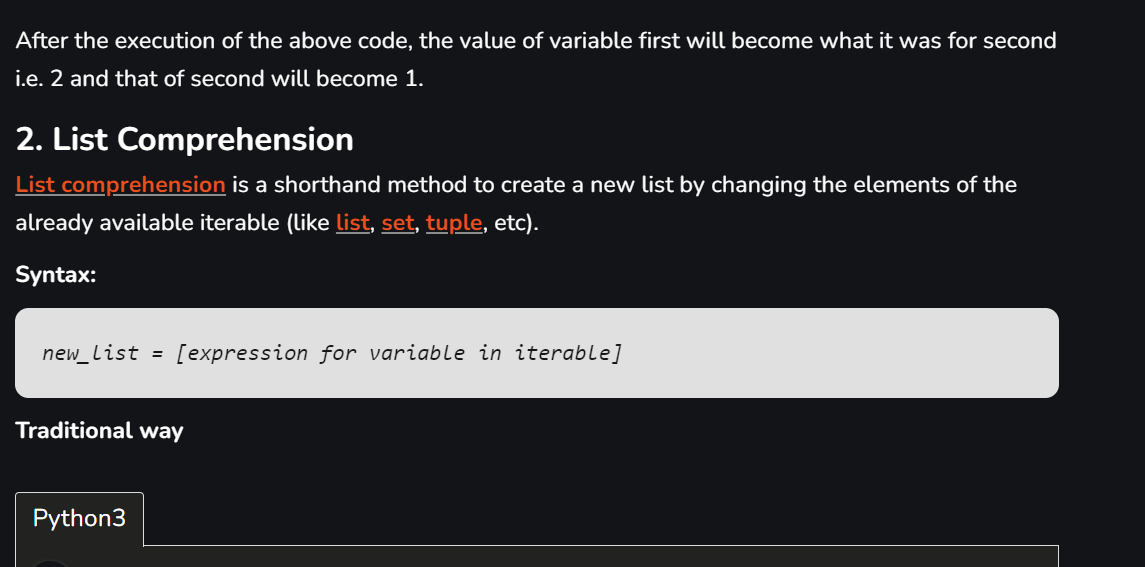 After the execution of the above code, the value of variable first will become what it was for second
i.e. 2 and that of second will become 1.
2. List Comprehension
List comprehension is a shorthand method to create a new list by changing the elements of the
already available iterable (like list, set, tuple, etc).
Syntax:
new_list = [expression for variable in iterable]
Traditional way
Python3